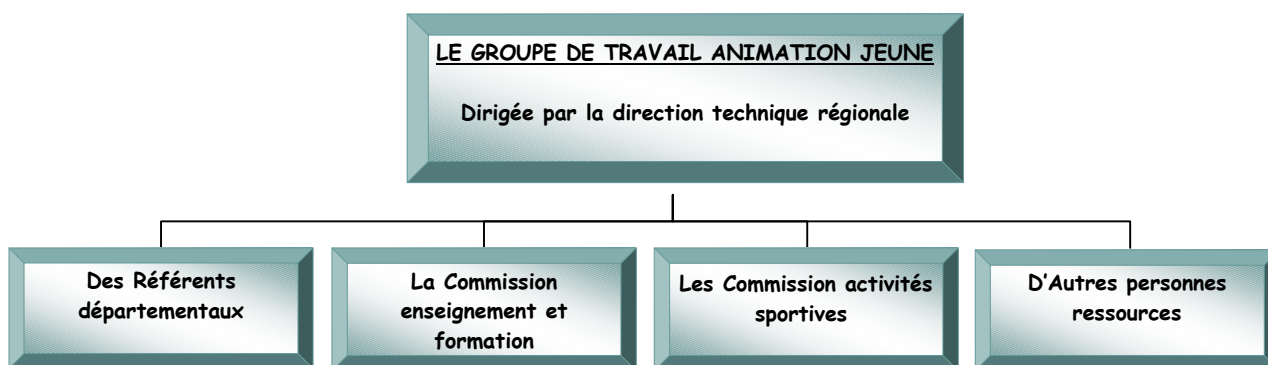 LE GROUPE DE TRAVAIL ANIMATION JEUNE
Dirigée par la direction technique régionale
Des Référents
départementaux
La Commission
enseignement et
formation
Les Commission activités
sportives
D'Autres personnes
ressources